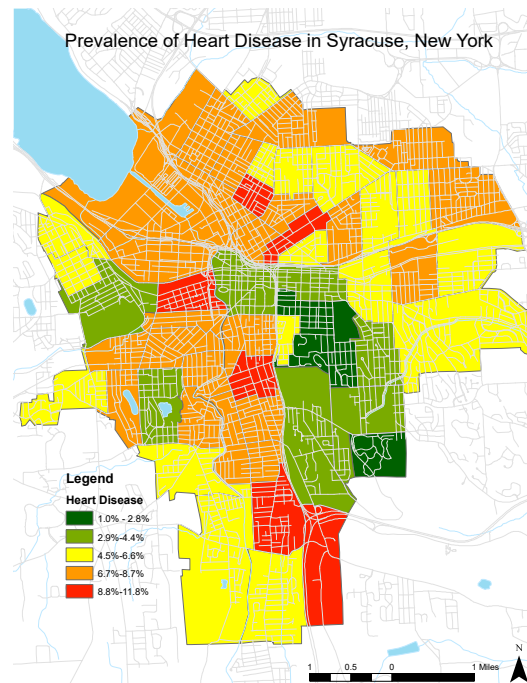 Prevalence of Heart Disease in Syracuse, New York
Legend
Heart Disease
1.0% - 2.8%
2.9%-4.4%
4.5%-6.6%
6.7%-8.7%
8.8%-11.8%
N
1 0.5 0 1 Miles